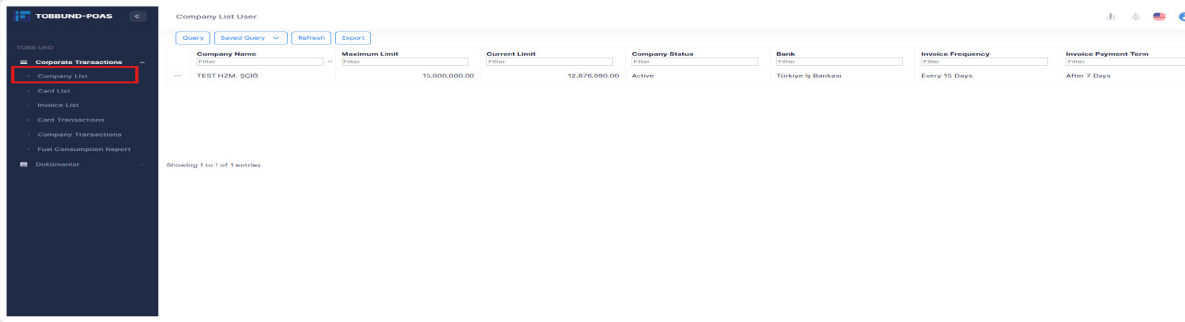 TOBBUND-POAS
Company List User
Query Saved Query Refresh Export
TOBB UND
Corporate Transactions
Company List
Card List
Invoice List
Card Transactions
Company Transactions
Fuel Consumption Report
Dokümanlar
Company Name Maximum Limit Current Limit Company Status Bank Invoice Frequency Invoice Payment Term
Filter Filter Filter Filter Filter Filter Filter
TEST HZM. ŞÇİĞ 15,000,000.00 12,876,090.00 Active Türkiye İş Bankası Every 15 Days After 7 Days
Showing 1 to 1 of 1 entries